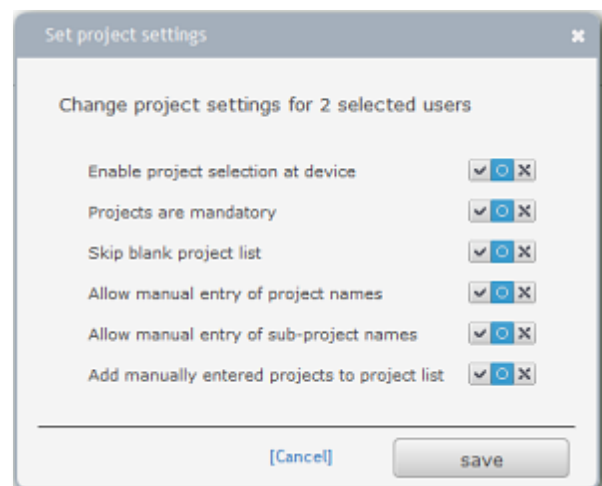 Set project settings
Change project settings for 2 selected users
Enable project selection at device
Projects are mandatory
Skip blank project list
Allow manual entry of project names
Allow manual entry of sub-project names
Add manually entered projects to project list
[Cancel]
save